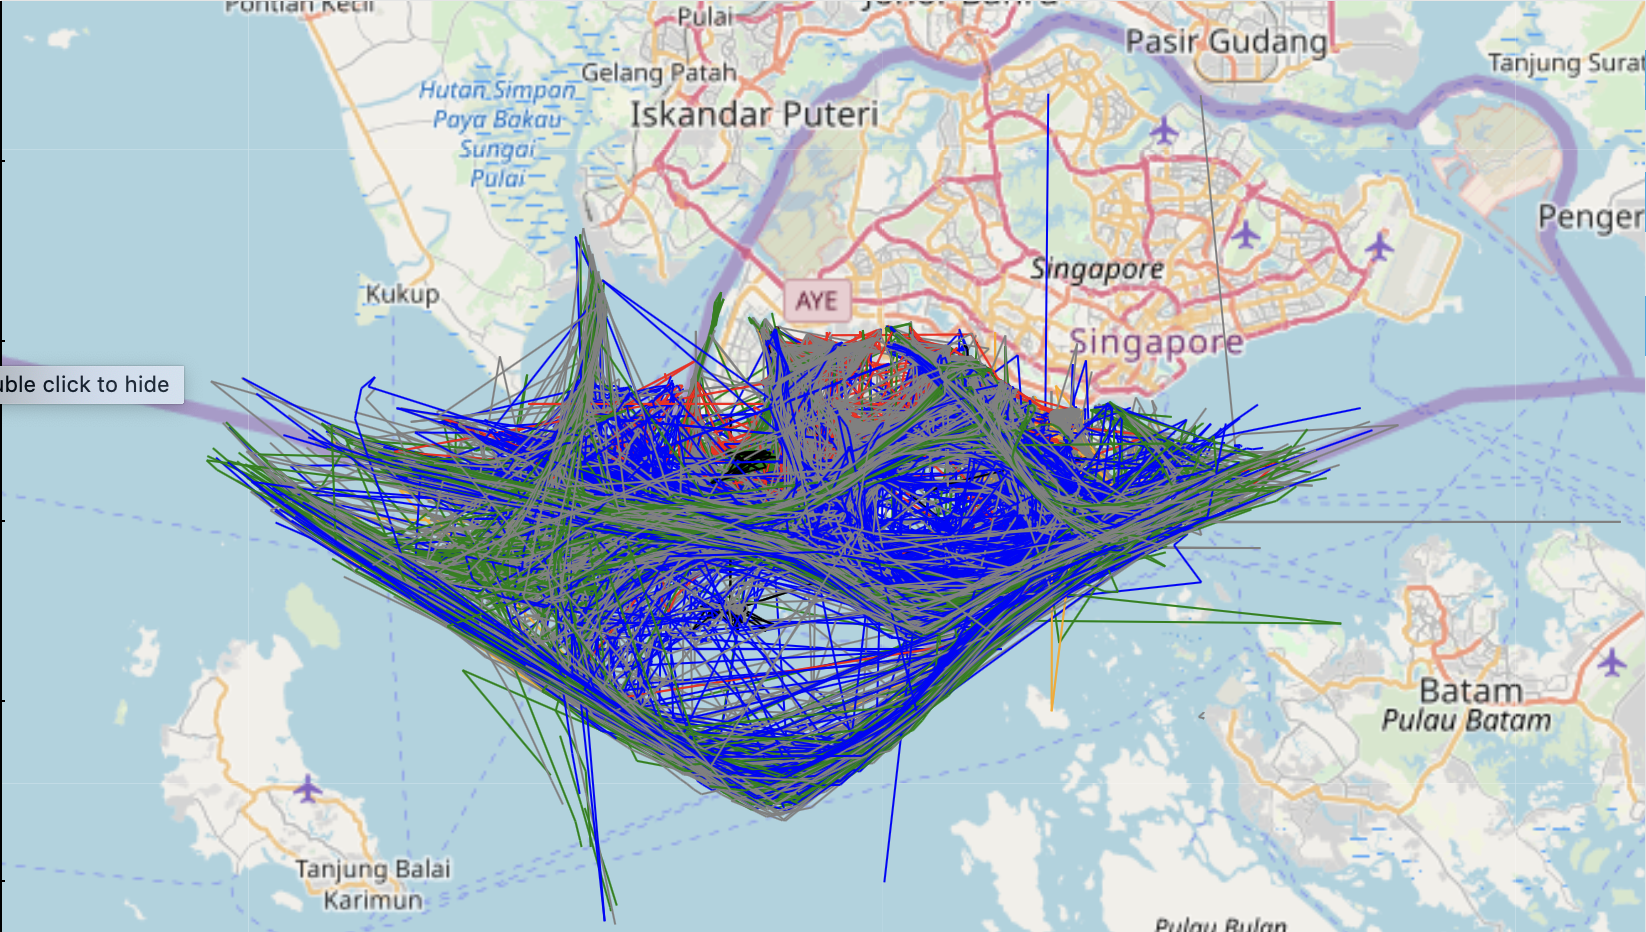 Pontian Kecil
Pulai
Johor Bahru
Pasir Gudang
Tanjung Surat
Gelang Patah
Hutan Simpan
Paya Bakau
Sungai
Pulai
Iskandar Puteri
Penger
Singapore
Kukup
AYE
Singapore
uble click to hide
Batam
Pulau Batam
Tanjung Balai
Karimun
Pulau Bulan